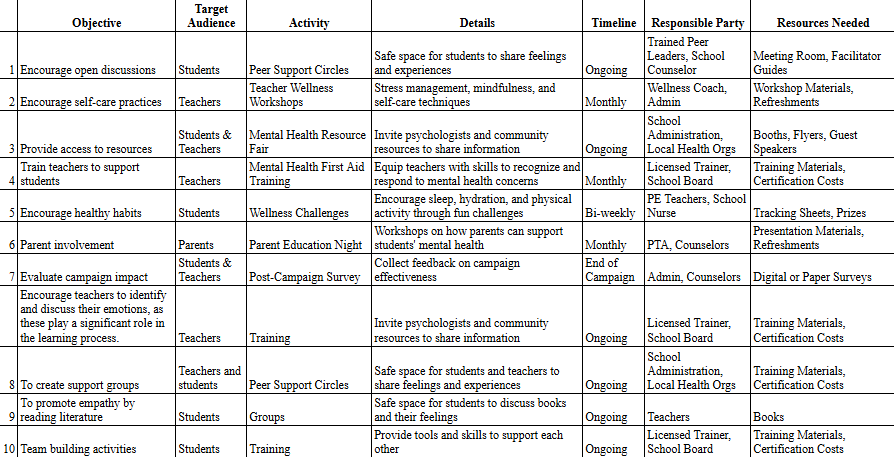 Objective | Target Audience | Activity | Details | Timeline | Responsible Party | Resources Needed
1 | Encourage open discussions | Students | Peer Support Circles | Safe space for students to share feelings and experiences | Ongoing | Trained Peer Leaders, School Counselor | Meeting Room, Facilitator Guides
2 | Encourage self-care practices | Teachers | Teacher Wellness Workshops | Stress management, mindfulness, and self-care techniques | Monthly | Wellness Coach, Admin | Workshop Materials, Refreshments
3 | Provide access to resources | Students & Teachers | Mental Health Resource Fair | Invite psychologists and community resources to share information | Ongoing | School Administration, Local Health Orgs | Booths, Flyers, Guest Speakers
4 | Train teachers to support students | Teachers | Mental Health First Aid Training | Equip teachers with skills to recognize and respond to mental health concerns | Monthly | Licensed Trainer, School Board | Training Materials, Certification Costs
5 | Encourage healthy habits | Students | Wellness Challenges | Encourage sleep, hydration, and physical activity through fun challenges | Bi-weekly | PE Teachers, School Nurse | Tracking Sheets, Prizes
6 | Parent involvement | Parents | Parent Education Night | Workshops on how parents can support students' mental health | Monthly | PTA, Counselors | Presentation Materials, Refreshments
7 | Evaluate campaign impact | Students & Teachers | Post-Campaign Survey | Collect feedback on campaign effectiveness | End of Campaign | Admin, Counselors | Digital or Paper Surveys
Encourage teachers to identify and discuss their emotions, as these play a significant role in the learning process. | Teachers | Training | Invite psychologists and community resources to share information | Ongoing | Licensed Trainer, School Board | Training Materials, Certification Costs
8 | To create support groups | Teachers and students | Peer Support Circles | Safe space for students and teachers to share feelings and experiences | Ongoing | School Administration, Local Health Orgs | Training Materials, Certification Costs
9 | To promote empathy by reading literature | Students | Groups | Safe space for students to discuss books and their feelings | Ongoing | Teachers | Books
10 | Team building activities | Students | Training | Provide tools and skills to support each other | Ongoing | Licensed Trainer, School Board | Training Materials, Certification Costs